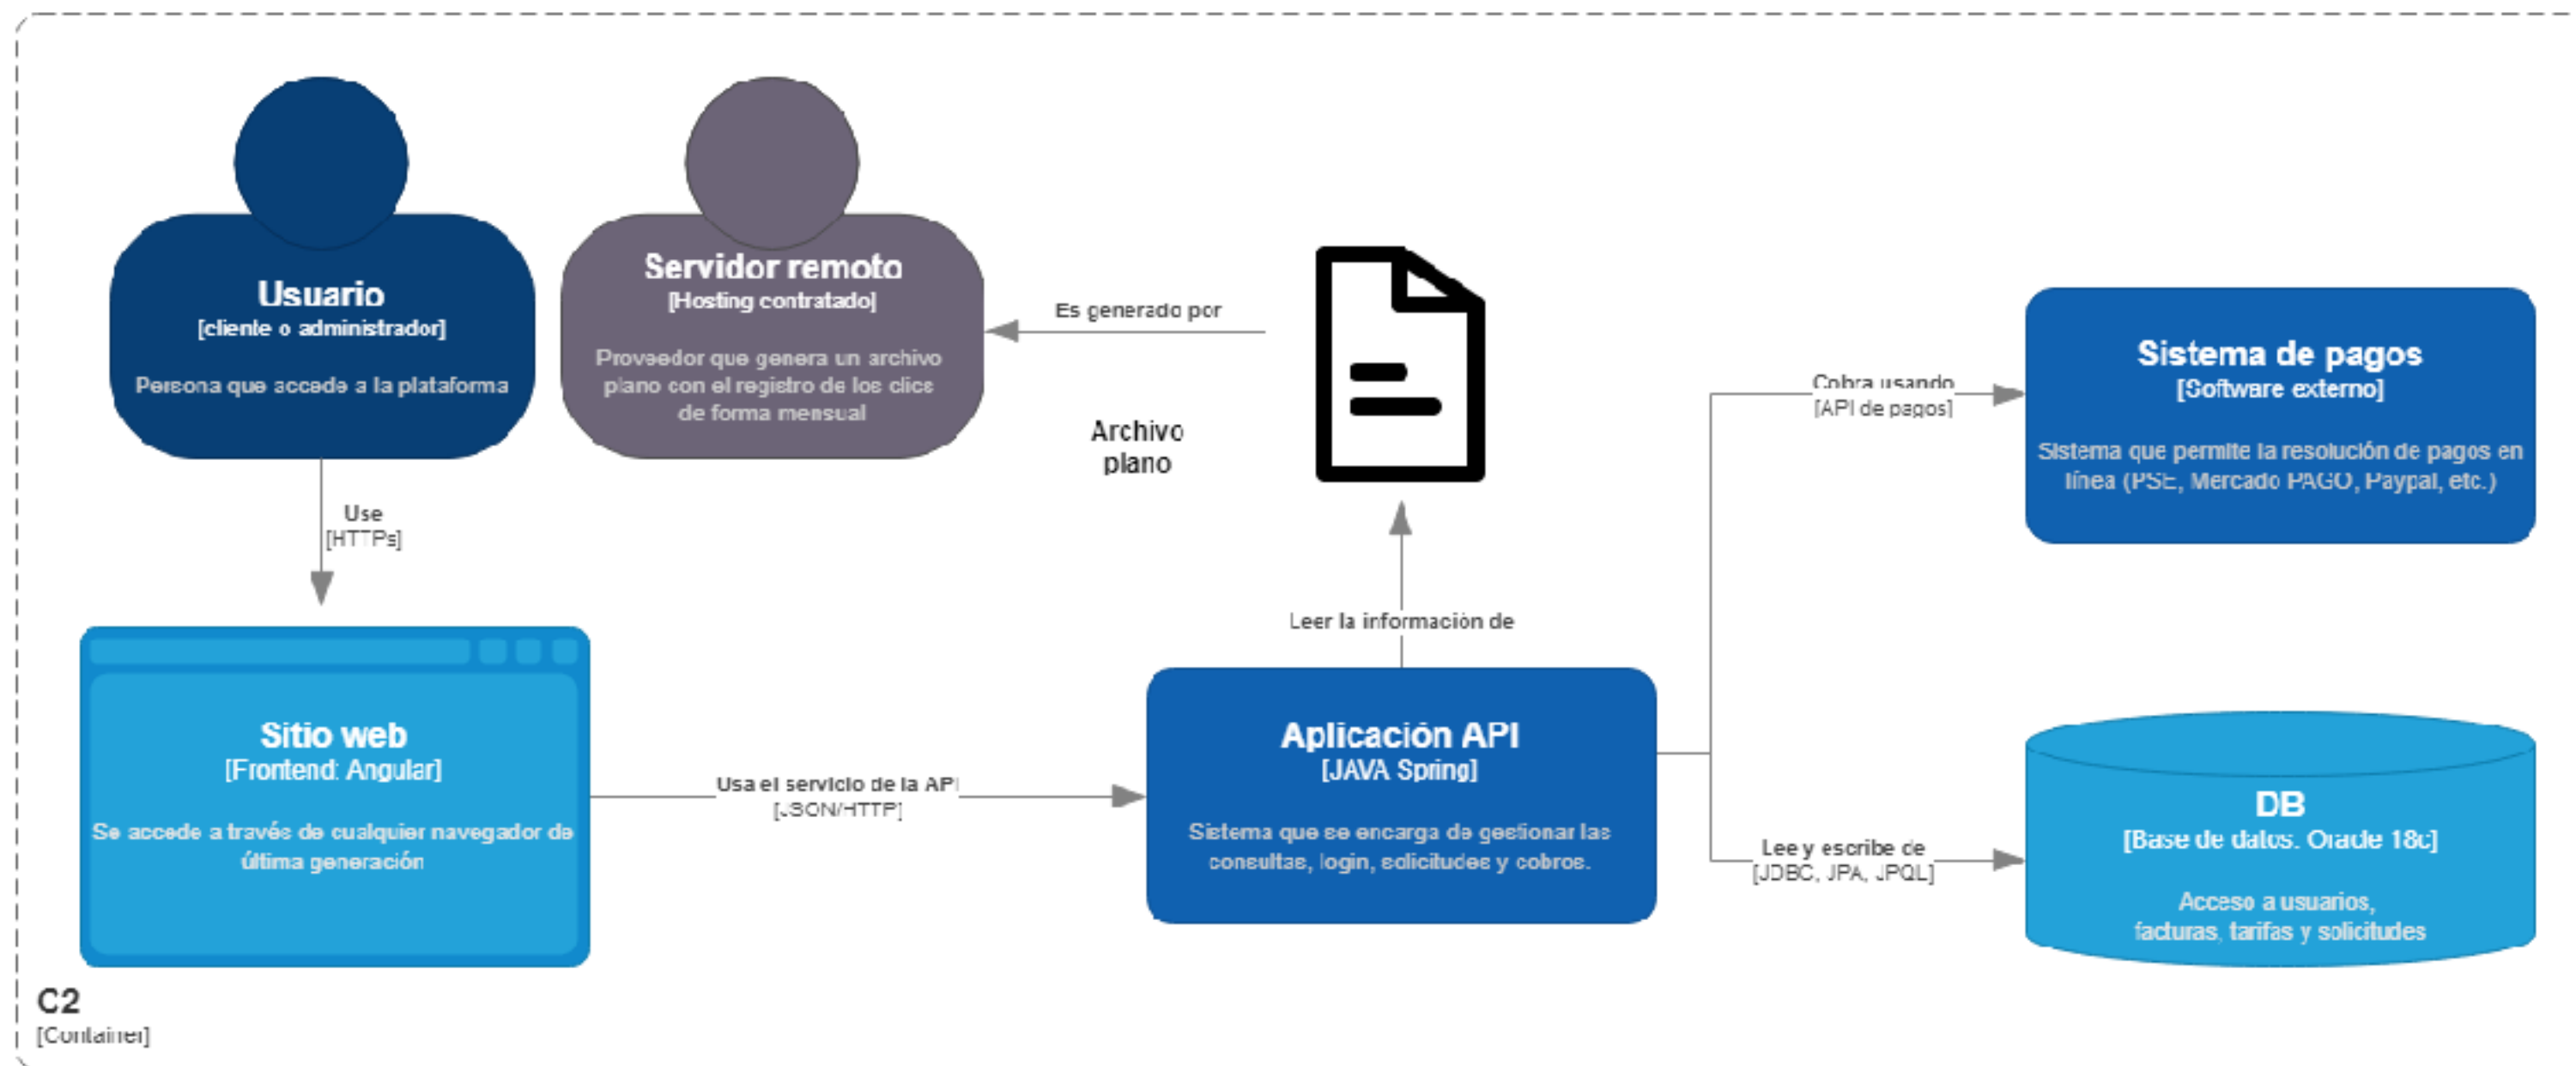 Usuario
[cliente o administrador]
Persona que accede a la plataforma
Servidor remoto
[Hosting contratado]
Proveedor que genera un archivo
plano con el registro de los clics
de forma mensual
Es generado por
Archivo
plano
Sistema de pagos
[Software externo]
Sistema que permite la resolución de pagos en
línea (PSE, Mercado PAGO, Paypal, etc.)
Cobra usando
[API de pagos]
Use
[HTTPs]
Leer la información de
Sitio web
[Frontend: Angular]
Se accede a través de cualquier navegador de
última generación
Usa el servicio de la API
[JSON/HTTP]
Aplicación API
[JAVA Spring]
Sistema que se encarga de gestionar las
consultas, login, solicitudes y cobros.
Lee y escribe de
[JDBC, JPA, JPQL]
DB
[Base de datos: Oracle 18c]
Acceso a usuarios,
facturas, tarifas y solicitudes
C2
[Container]